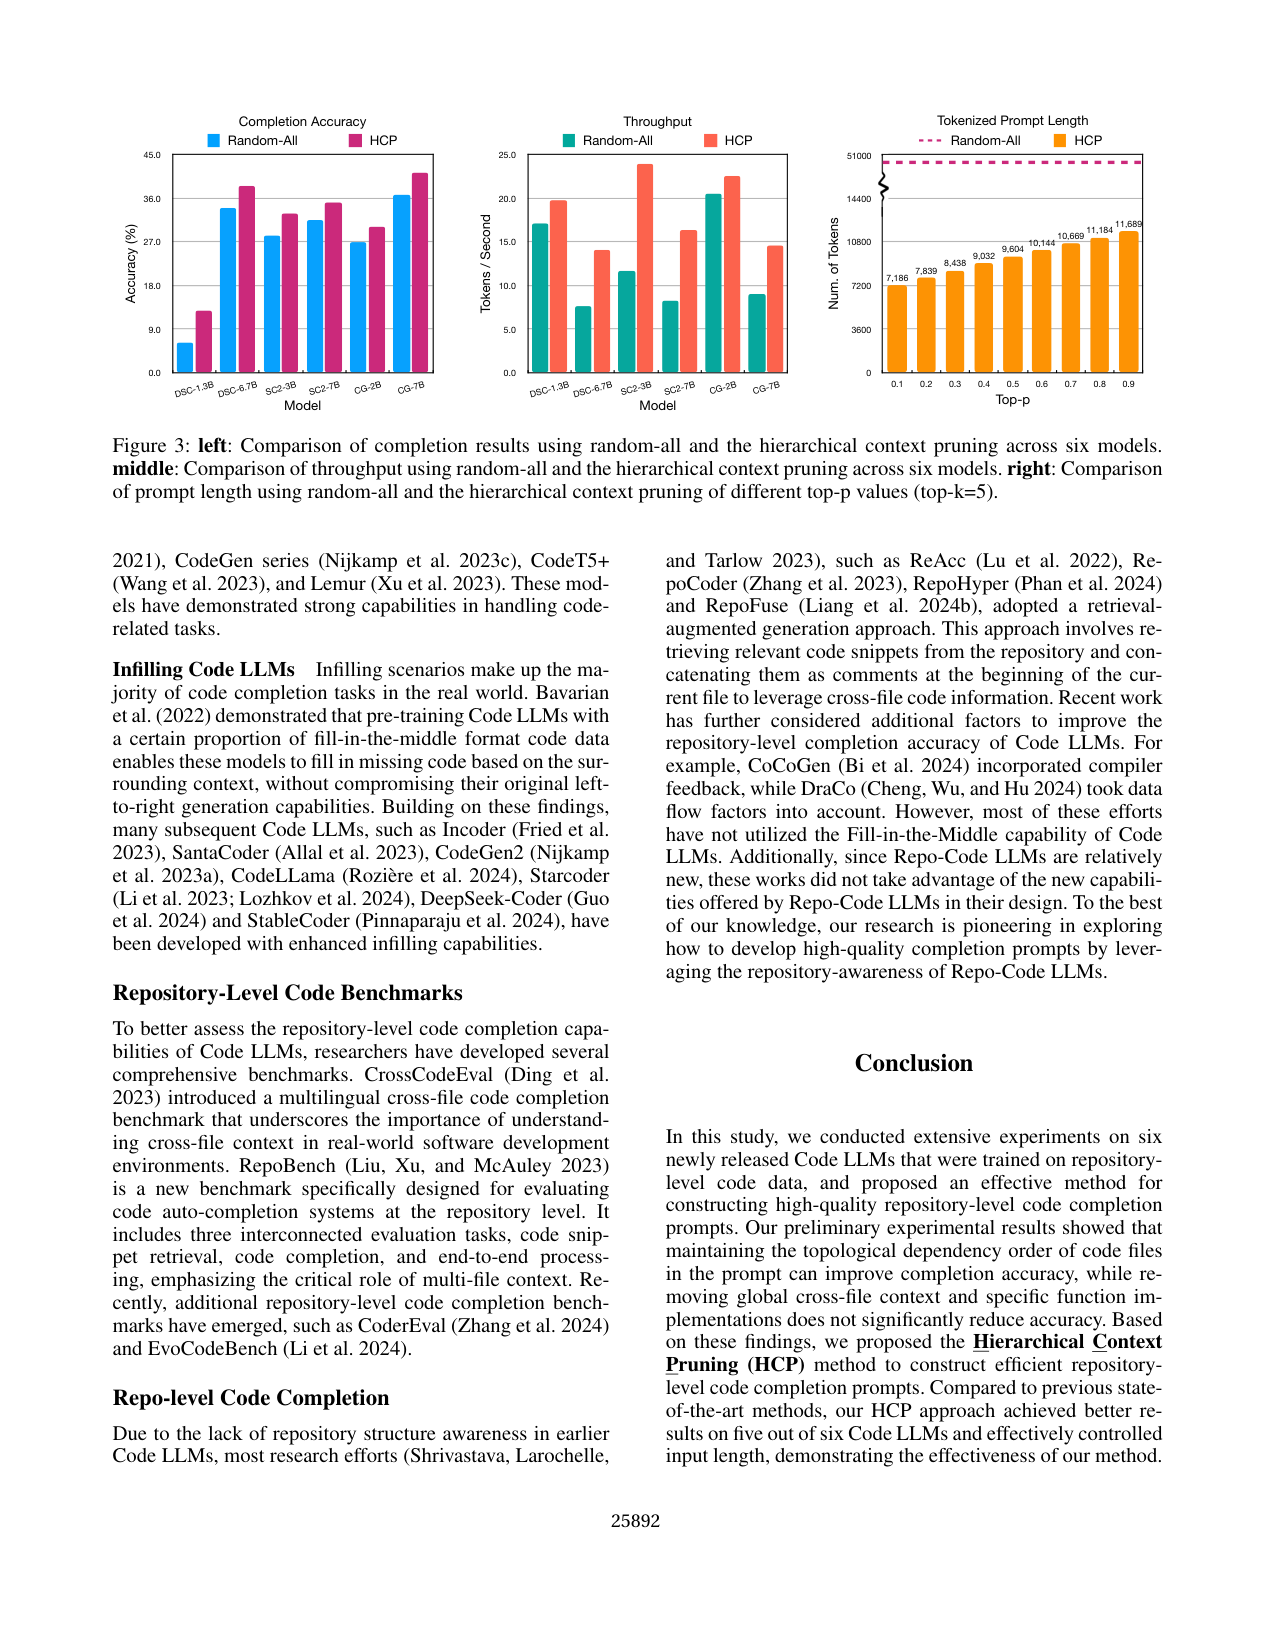 Completion Accuracy
Random-All HCP
45.0
36.0
27.0
18.0
9.0
0.0
Accuracy (%)
DSC-1.3B DSC-6.7B SC2-3B SC2-7B CG-2B CG-7B
Model
Throughput
Random-All HCP
25.0
20.0
15.0
10.0
5.0
0.0
Tokens / Second
DSC-1.3B DSC-6.7B SC2-3B SC2-7B CG-2B CG-7B
Model
Tokenized Prompt Length
Random-All HCP
51000
14400
10800
7200
3600
0
Num. of Tokens
7,186 7,839 8,438 9,032 9,604 10,144 10,669 11,184 11,689
0.1 0.2 0.3 0.4 0.5 0.6 0.7 0.8 0.9
Top-p
Figure 3: left: Comparison of completion results using random-all and the hierarchical context pruning across six models.
middle: Comparison of throughput using random-all and the hierarchical context pruning across six models. right: Comparison
of prompt length using random-all and the hierarchical context pruning of different top-p values (top-k=5).
2021), CodeGen series (Nijkamp et al. 2023c), CodeT5+
(Wang et al. 2023), and Lemur (Xu et al. 2023). These mod-
els have demonstrated strong capabilities in handling code-
related tasks.
Infilling Code LLMs Infilling scenarios make up the ma-
jority of code completion tasks in the real world. Bavarian
et al. (2022) demonstrated that pre-training Code LLMs with
a certain proportion of fill-in-the-middle format code data
enables these models to fill in missing code based on the sur-
rounding context, without compromising their original left-
to-right generation capabilities. Building on these findings,
many subsequent Code LLMs, such as Incoder (Fried et al.
2023), SantaCoder (Allal et al. 2023), CodeGen2 (Nijkamp
et al. 2023a), CodeLLama (Rozière et al. 2024), Starcoder
(Li et al. 2023; Lozhkov et al. 2024), DeepSeek-Coder (Guo
et al. 2024) and StableCoder (Pinnaparaju et al. 2024), have
been developed with enhanced infilling capabilities.
Repository-Level Code Benchmarks
To better assess the repository-level code completion capa-
bilities of Code LLMs, researchers have developed several
comprehensive benchmarks. CrossCodeEval (Ding et al.
2023) introduced a multilingual cross-file code completion
benchmark that underscores the importance of understand-
ing cross-file context in real-world software development
environments. RepoBench (Liu, Xu, and McAuley 2023)
is a new benchmark specifically designed for evaluating
code auto-completion systems at the repository level. It
includes three interconnected evaluation tasks, code snip-
pet retrieval, code completion, and end-to-end process-
ing, emphasizing the critical role of multi-file context. Re-
cently, additional repository-level code completion bench-
marks have emerged, such as CoderEval (Zhang et al. 2024)
and EvoCodeBench (Li et al. 2024).
Repo-level Code Completion
Due to the lack of repository structure awareness in earlier
Code LLMs, most research efforts (Shrivastava, Larochelle,
and Tarlow 2023), such as ReAcc (Lu et al. 2022), Re-
poCoder (Zhang et al. 2023), RepoHyper (Phan et al. 2024)
and RepoFuse (Liang et al. 2024b), adopted a retrieval-
augmented generation approach. This approach involves re-
trieving relevant code snippets from the repository and con-
catenating them as comments at the beginning of the cur-
rent file to leverage cross-file code information. Recent work
has further considered additional factors to improve the
repository-level completion accuracy of Code LLMs. For
example, CoCoGen (Bi et al. 2024) incorporated compiler
feedback, while DraCo (Cheng, Wu, and Hu 2024) took data
flow factors into account. However, most of these efforts
have not utilized the Fill-in-the-Middle capability of Code
LLMs. Additionally, since Repo-Code LLMs are relatively
new, these works did not take advantage of the new capabili-
ties offered by Repo-Code LLMs in their design. To the best
of our knowledge, our research is pioneering in exploring
how to develop high-quality completion prompts by lever-
aging the repository-awareness of Repo-Code LLMs.
Conclusion
In this study, we conducted extensive experiments on six
newly released Code LLMs that were trained on repository-
level code data, and proposed an effective method for
constructing high-quality repository-level code completion
prompts. Our preliminary experimental results showed that
maintaining the topological dependency order of code files
in the prompt can improve completion accuracy, while re-
moving global cross-file context and specific function im-
plementations does not significantly reduce accuracy. Based
on these findings, we proposed the Hierarchical Context
Pruning (HCP) method to construct efficient repository-
level code completion prompts. Compared to previous state-
of-the-art methods, our HCP approach achieved better re-
sults on five out of six Code LLMs and effectively controlled
input length, demonstrating the effectiveness of our method.
25892